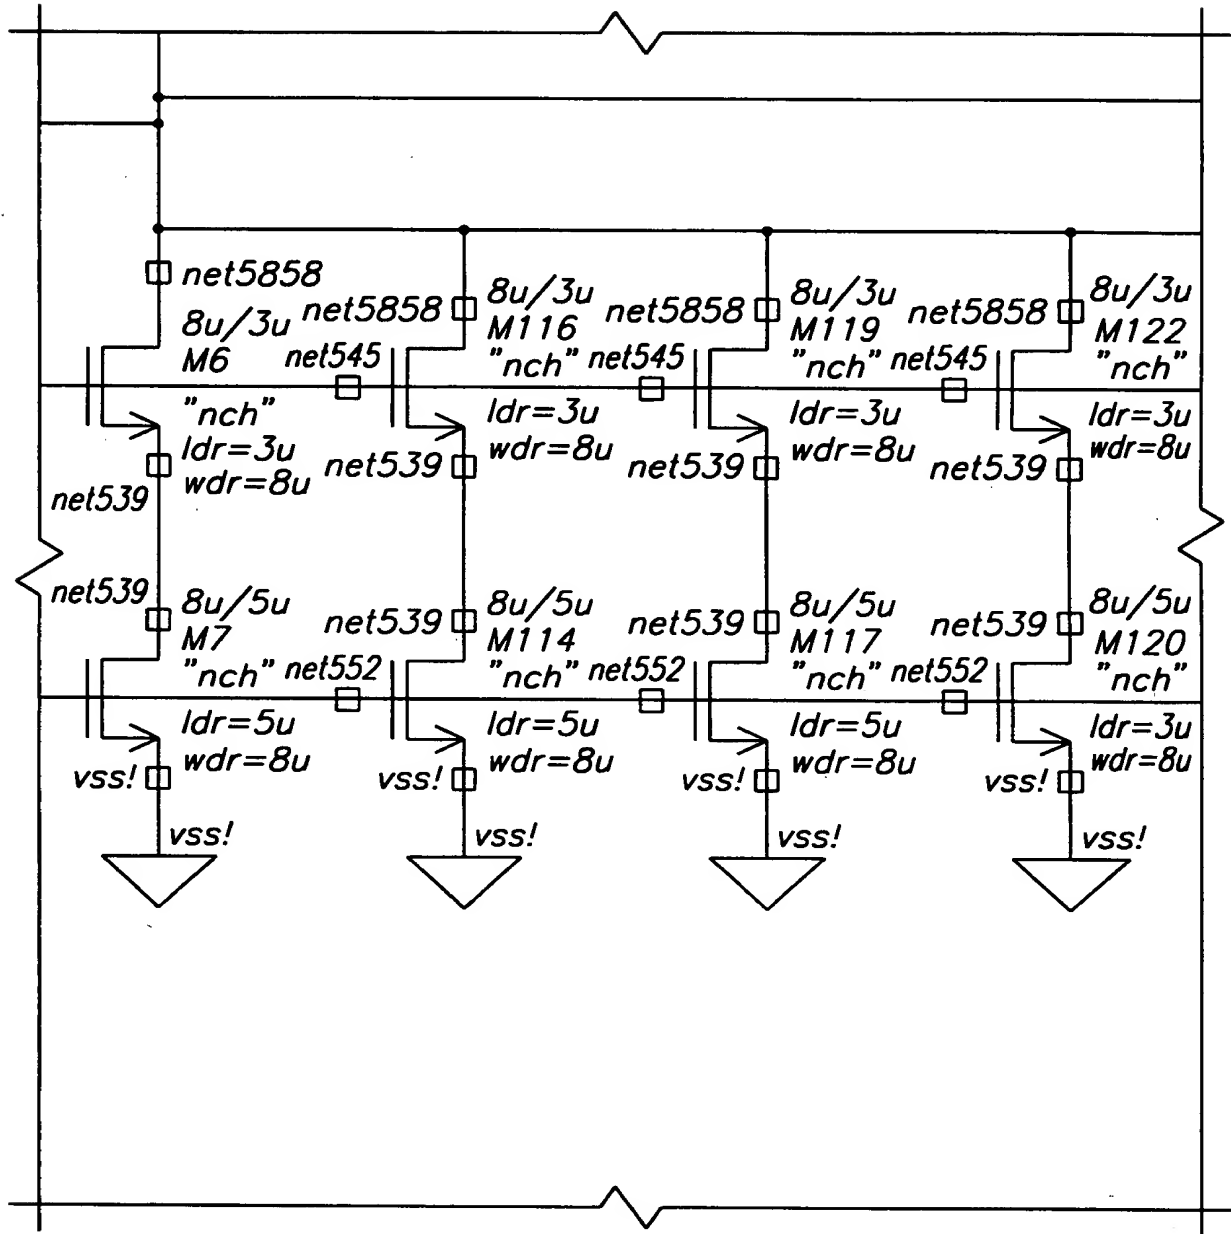 net5858
8u/3u
M6
"nch"
ldr=3u
wdr=8u
net539
net5858
8u/3u
M116
net545
"nch"
ldr=3u
wdr=8u
net539
net5858
8u/3u
M119
net545
"nch"
ldr=3u
wdr=8u
net539
net5858
8u/3u
M122
net545
"nch"
ldr=3u
wdr=8u
net539
net539
8u/5u
M7
"nch"
ldr=5u
wdr=8u
vss!
vss!
net539
8u/5u
M114
net552
"nch"
ldr=5u
wdr=8u
vss!
vss!
net539
8u/5u
M117
net552
"nch"
ldr=5u
wdr=8u
vss!
vss!
net539
8u/5u
M120
net552
"nch"
ldr=3u
wdr=8u
vss!
vss!